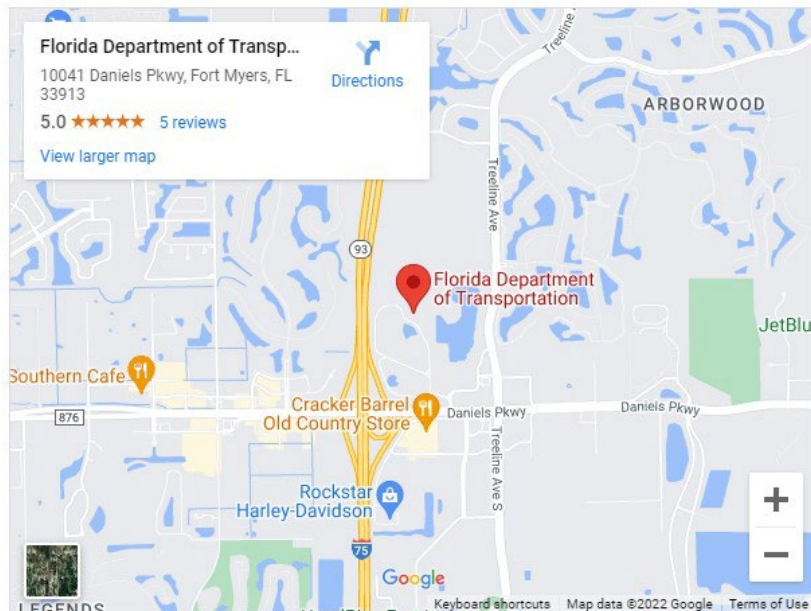 Florida Department of Transp...
Directions
10041 Daniels Pkwy, Fort Myers, FL
33913
5.0 ★★★★★ 5 reviews
View larger map
Treeline
ARBORWOOD
Treeline Ave
93
Florida Department
of Transportation
JetBlu
Southern Cafe
876
Cracker Barrel
Old Country Store
Daniels Pkwy
Daniels Pkwy
Treeline Ave S
Rockstar
Harley-Davidson
75
+
−
Google
LEGENDS
Keyboard shortcuts Map data ©2022 Google Terms of Use